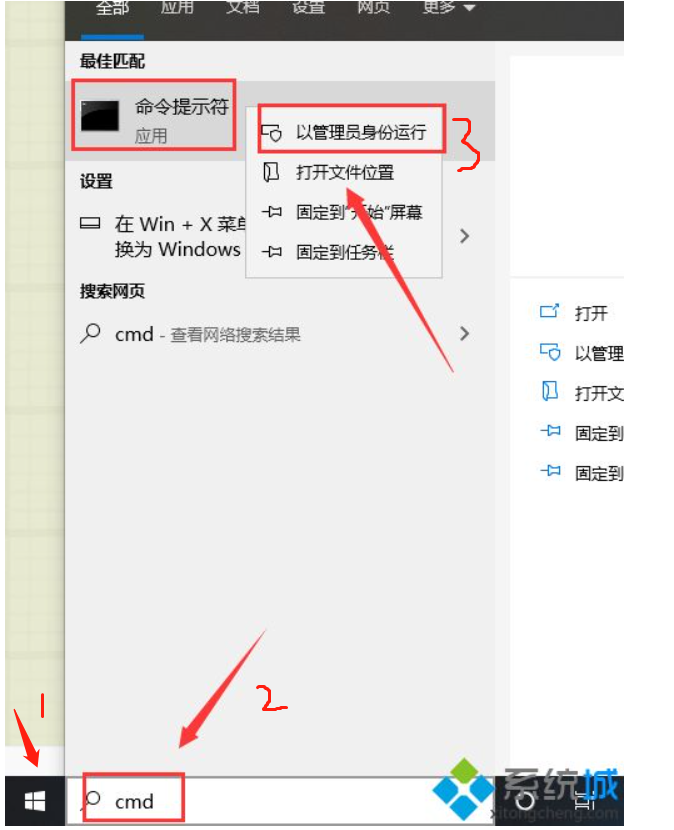 全部 应用 文档 设置 网页 更多
最佳匹配
命令提示符
应用
以管理员身份运行
3
打开文件位置
固定到"开始"屏幕
固定到任务栏
设置
在 Win + X 菜单
换为 Windows
搜索网页
cmd - 查看网络搜索结果
打开
以管理
打开文
固定到
固定到
1
2
cmd
系统城
xitongcheng.com